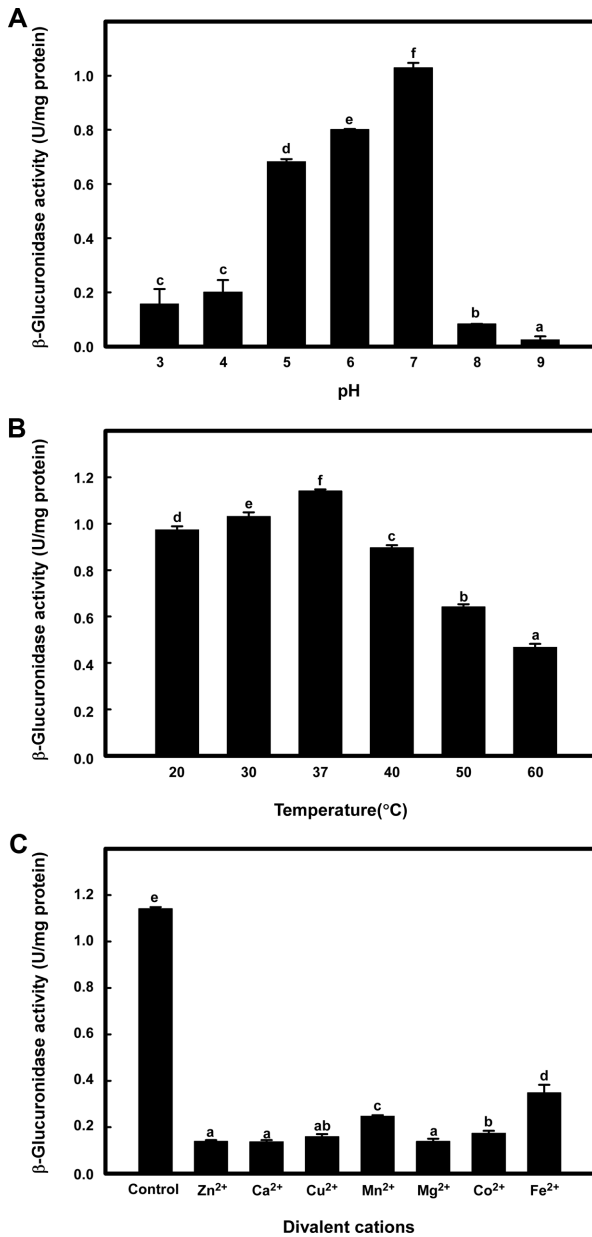 A
β-Glucuronidase activity (U/mg protein)
1.0
0.8
0.6
0.4
0.2
0.0
c c d e f b a
3 4 5 6 7 8 9
pH
B
β-Glucuronidase activity (U/mg protein)
1.2
1.0
0.8
0.6
0.4
0.2
0.0
d e f c b a
20 30 37 40 50 60
Temperature(°C)
C
β-Glucuronidase activity (U/mg protein)
1.2
1.0
0.8
0.6
0.4
0.2
0.0
e a a ab c a b d
Control Zn²⁺ Ca²⁺ Cu²⁺ Mn²⁺ Mg²⁺ Co²⁺ Fe²⁺
Divalent cations